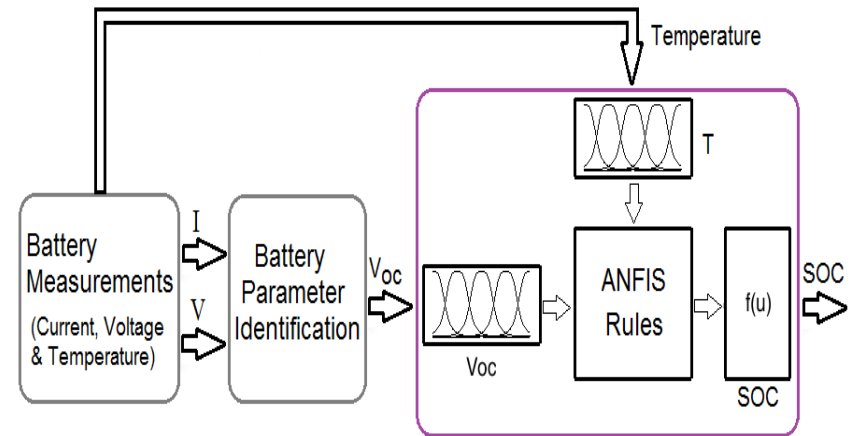 Temperature
T
Battery
Measurements
(Current, Voltage
& Temperature)
I
V
Battery
Parameter
Identification
Voc
Voc
ANFIS
Rules
f(u)
SOC
SOC